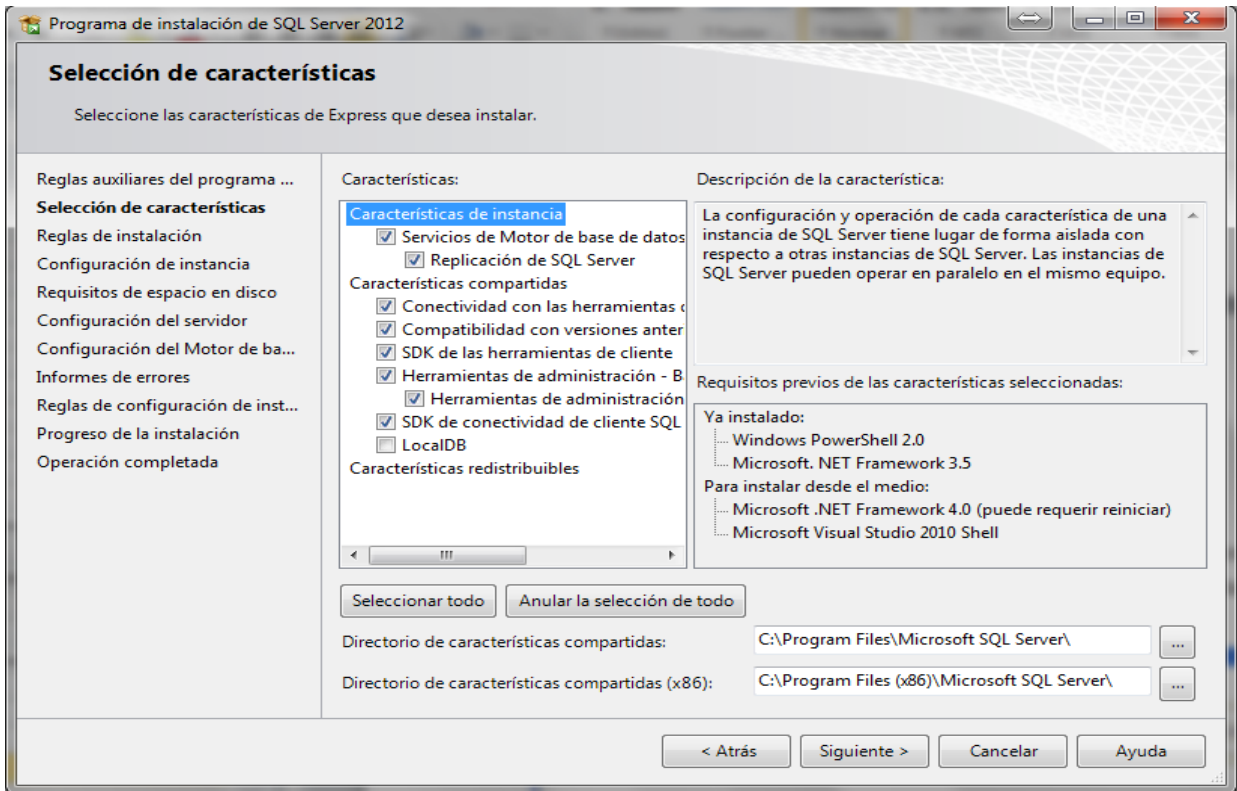 Programa de instalación de SQL Server 2012
Selección de características
Seleccione las características de Express que desea instalar.
Reglas auxiliares del programa ...
Selección de características
Reglas de instalación
Configuración de instancia
Requisitos de espacio en disco
Configuración del servidor
Configuración del Motor de ba...
Informes de errores
Reglas de configuración de inst...
Progreso de la instalación
Operación completada
Características:
Características de instancia
Servicios de Motor de base de datos
Replicación de SQL Server
Características compartidas
Conectividad con las herramientas
Compatibilidad con versiones anter
SDK de las herramientas de cliente
Herramientas de administración - B
Herramientas de administración
SDK de conectividad de cliente SQL
LocalDB
Características redistribuibles
Seleccionar todo
Anular la selección de todo
Descripción de la característica:
La configuración y operación de cada característica de una
instancia de SQL Server tiene lugar de forma aislada con
respecto a otras instancias de SQL Server. Las instancias de
SQL Server pueden operar en paralelo en el mismo equipo.
Requisitos previos de las características seleccionadas:
Ya instalado:
Windows PowerShell 2.0
Microsoft. NET Framework 3.5
Para instalar desde el medio:
Microsoft .NET Framework 4.0 (puede requerir reiniciar)
Microsoft Visual Studio 2010 Shell
Directorio de características compartidas:
C:\Program Files\Microsoft SQL Server\
...
Directorio de características compartidas (x86):
C:\Program Files (x86)\Microsoft SQL Server\
...
< Atrás
Siguiente >
Cancelar
Ayuda